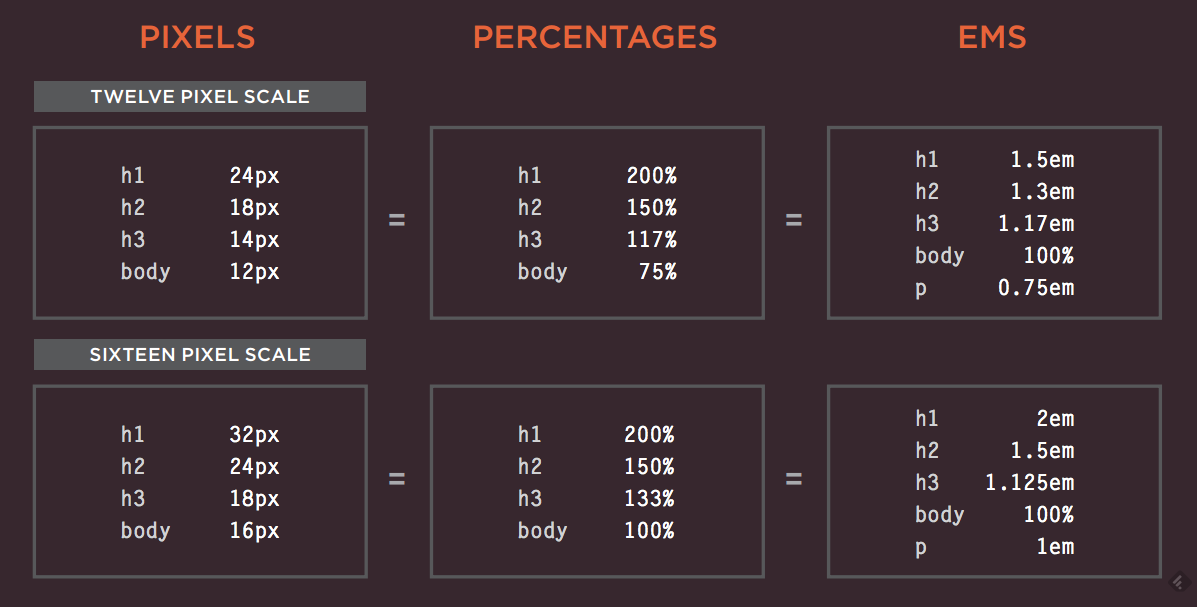 PIXELS PERCENTAGES EMS
TWELVE PIXEL SCALE
h1 24px
h2 18px
h3 14px
body 12px
=
h1 200%
h2 150%
h3 117%
body 75%
=
h1 1.5em
h2 1.3em
h3 1.17em
body 100%
p 0.75em
SIXTEEN PIXEL SCALE
h1 32px
h2 24px
h3 18px
body 16px
=
h1 200%
h2 150%
h3 133%
body 100%
=
h1 2em
h2 1.5em
h3 1.125em
body 100%
p 1em